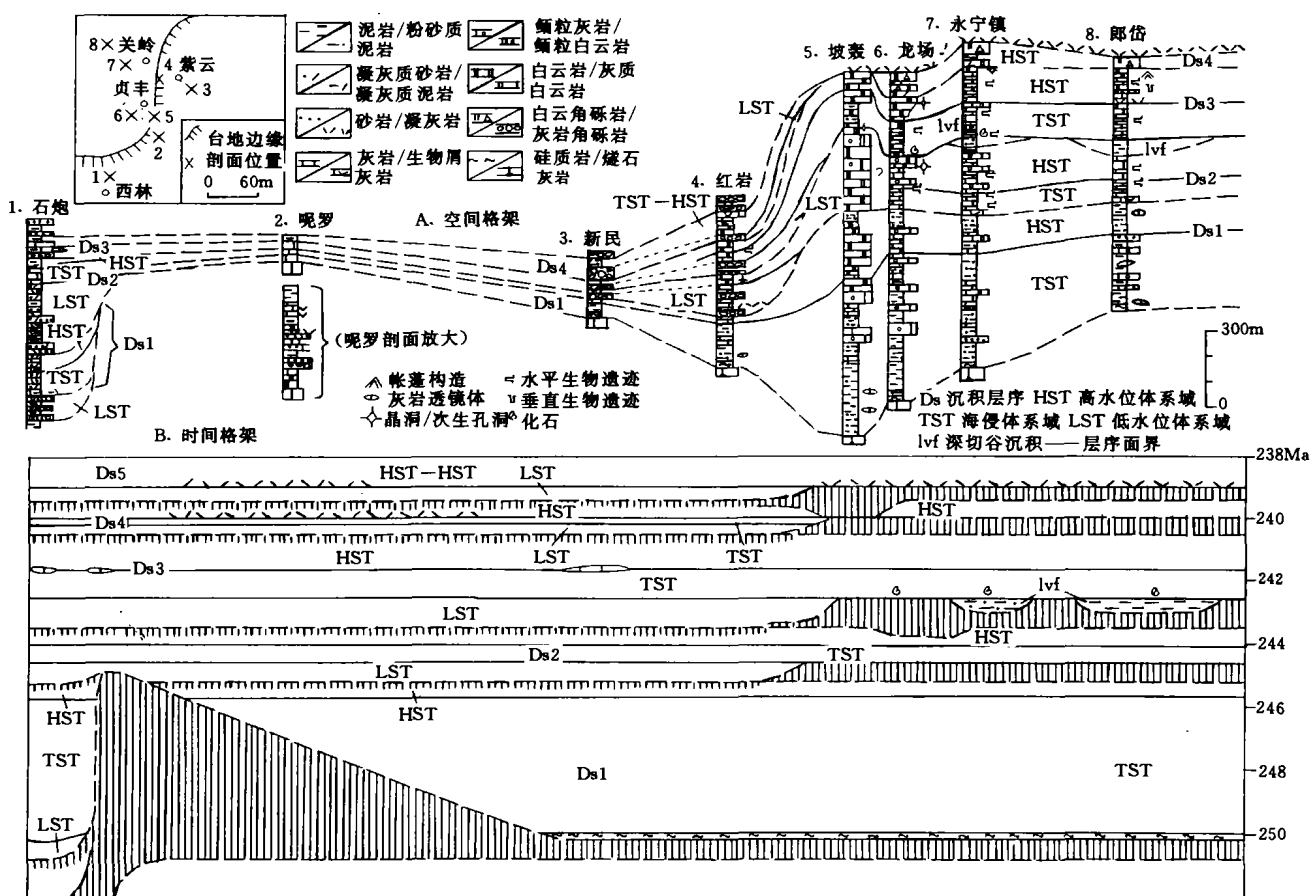 8 关岭
7
4
紫云
3
贞丰
6
5
2
台地边缘
剖面位置
0 60m
1
西林
泥岩/粉砂质
泥岩
凝灰质砂岩/
凝灰质泥岩
砂岩/凝灰岩
灰岩/生物屑
灰岩
鲕粒灰岩/
鲕粒白云岩
白云岩/灰质
白云岩
白云角砾岩/
灰岩角砾岩
硅质岩/燧石
灰岩
1. 石炮
2. 呢罗
A. 空间格架
3. 新民
4. 红岩
5. 坡轰
6. 龙场
7. 永宁镇
8. 郎岱
Ds3
HST
TST
Ds2
LST
HST
Ds1
TST
LST
Ds4
Ds1
TST-HST
LST
LST
LST
HST
Ds4
HST
Ds3
TST
lvf
lvf
HST
Ds2
TST
HST
Ds1
TST
300m
0
(呢罗剖面放大)
帐蓬构造
水平生物遗迹
灰岩透镜体
垂直生物遗迹
晶洞/次生孔洞
化石
Ds 沉积层序 HST 高水位体系域
TST 海侵体系域 LST 低水位体系域
lvf 深切谷沉积 —— 层序面界
B. 时间格架
238Ma
Ds5
HST-HST
LST
HST
HST
240
Ds4
HST
LST
TST
Ds3
242
TST
lvf
LST
HST
244
Ds2
TST
LST
HST
HST
246
TST
Ds1
TST
248
LST
250